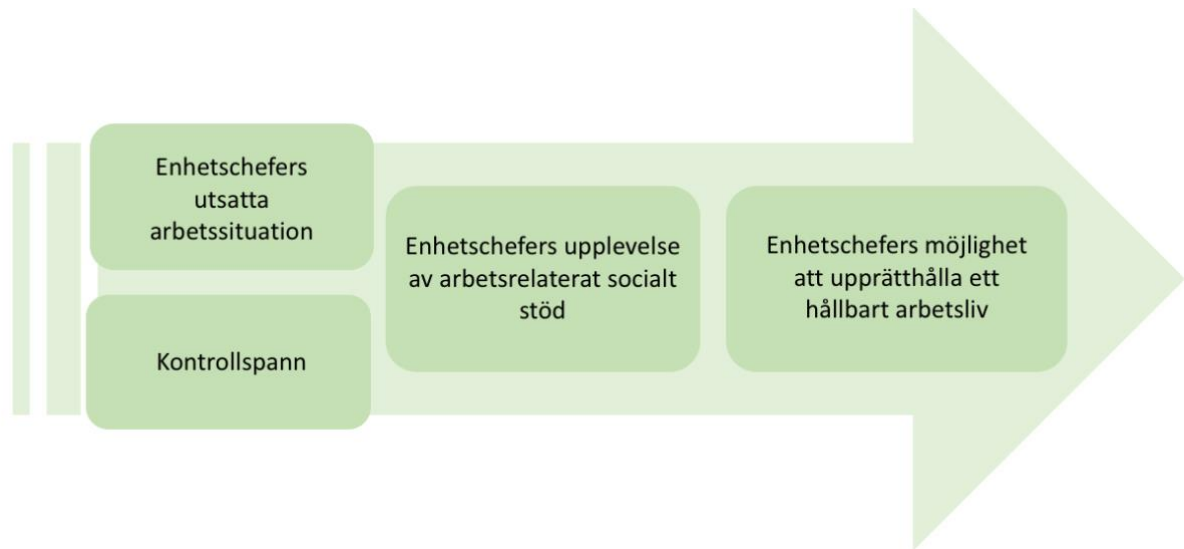 Enhetschefers
utsatta
arbetssituation
Kontrollspann
Enhetschefers upplevelse
av arbetsrelaterat socialt
stöd
Enhetschefers möjlighet
att upprätthålla ett
hållbart arbetsliv